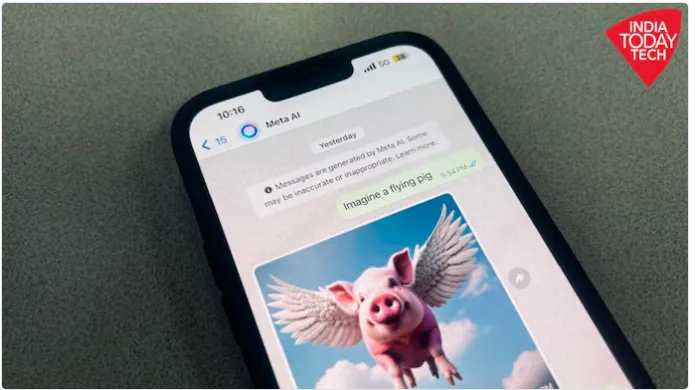 INDIA
TODAY
TECH
10:16
5G
15
Meta AI
Yesterday
Messages are generated by Meta AI. Some
may be inaccurate or inappropriate. Learn more.
Imagine a flying pig
9:54 PM